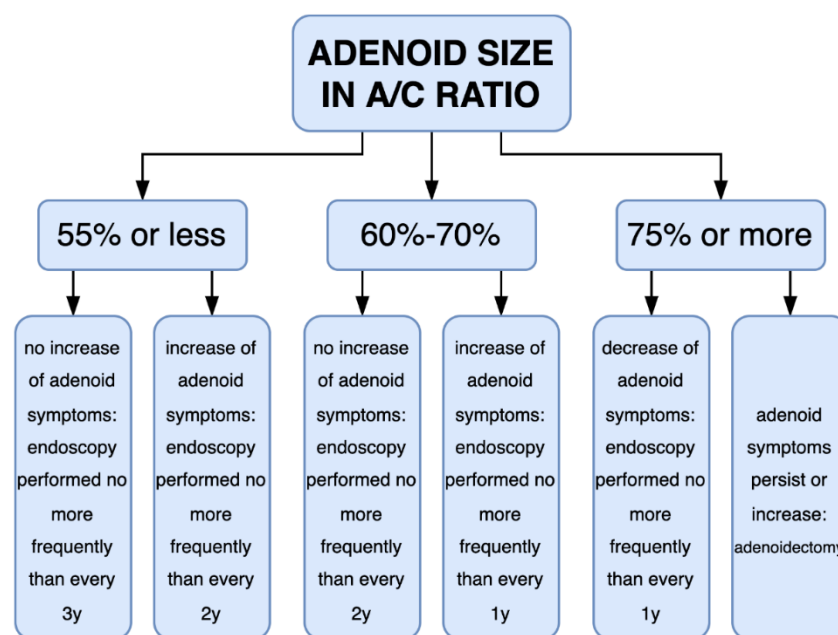 ADENOID SIZE
IN A/C RATIO
55% or less
60%-70%
75% or more
no increase
of adenoid
symptoms:
endoscopy
performed no
more
frequently
than every
3y
increase of
adenoid
symptoms:
endoscopy
performed no
more
frequently
than every
2y
no increase
of adenoid
symptoms:
endoscopy
performed no
more
frequently
than every
2y
increase of
adenoid
symptoms:
endoscopy
performed no
more
frequently
than every
1y
decrease of
adenoid
symptoms:
endoscopy
performed no
more
frequently
than every
1y
adenoid
symptoms
persist or
increase:
adenoidectomy